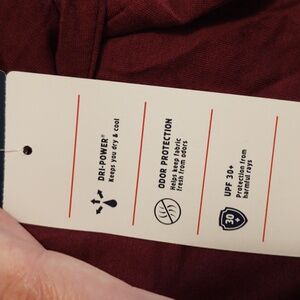 DRI-POWER®
Keeps you dry & cool
ODOR PROTECTION
Helps keep fabric
fresh from odors
UPF 30+
Protection from
harmful rays
30+